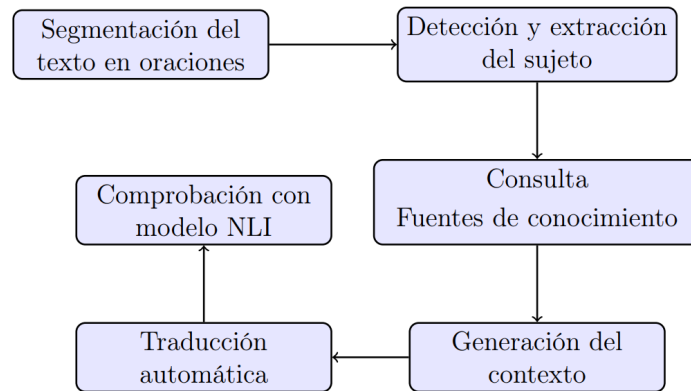 Segmentación del
texto en oraciones
Detección y extracción
del sujeto
Consulta
Fuentes de conocimiento
Generación del
contexto
Traducción
automática
Comprobación con
modelo NLI